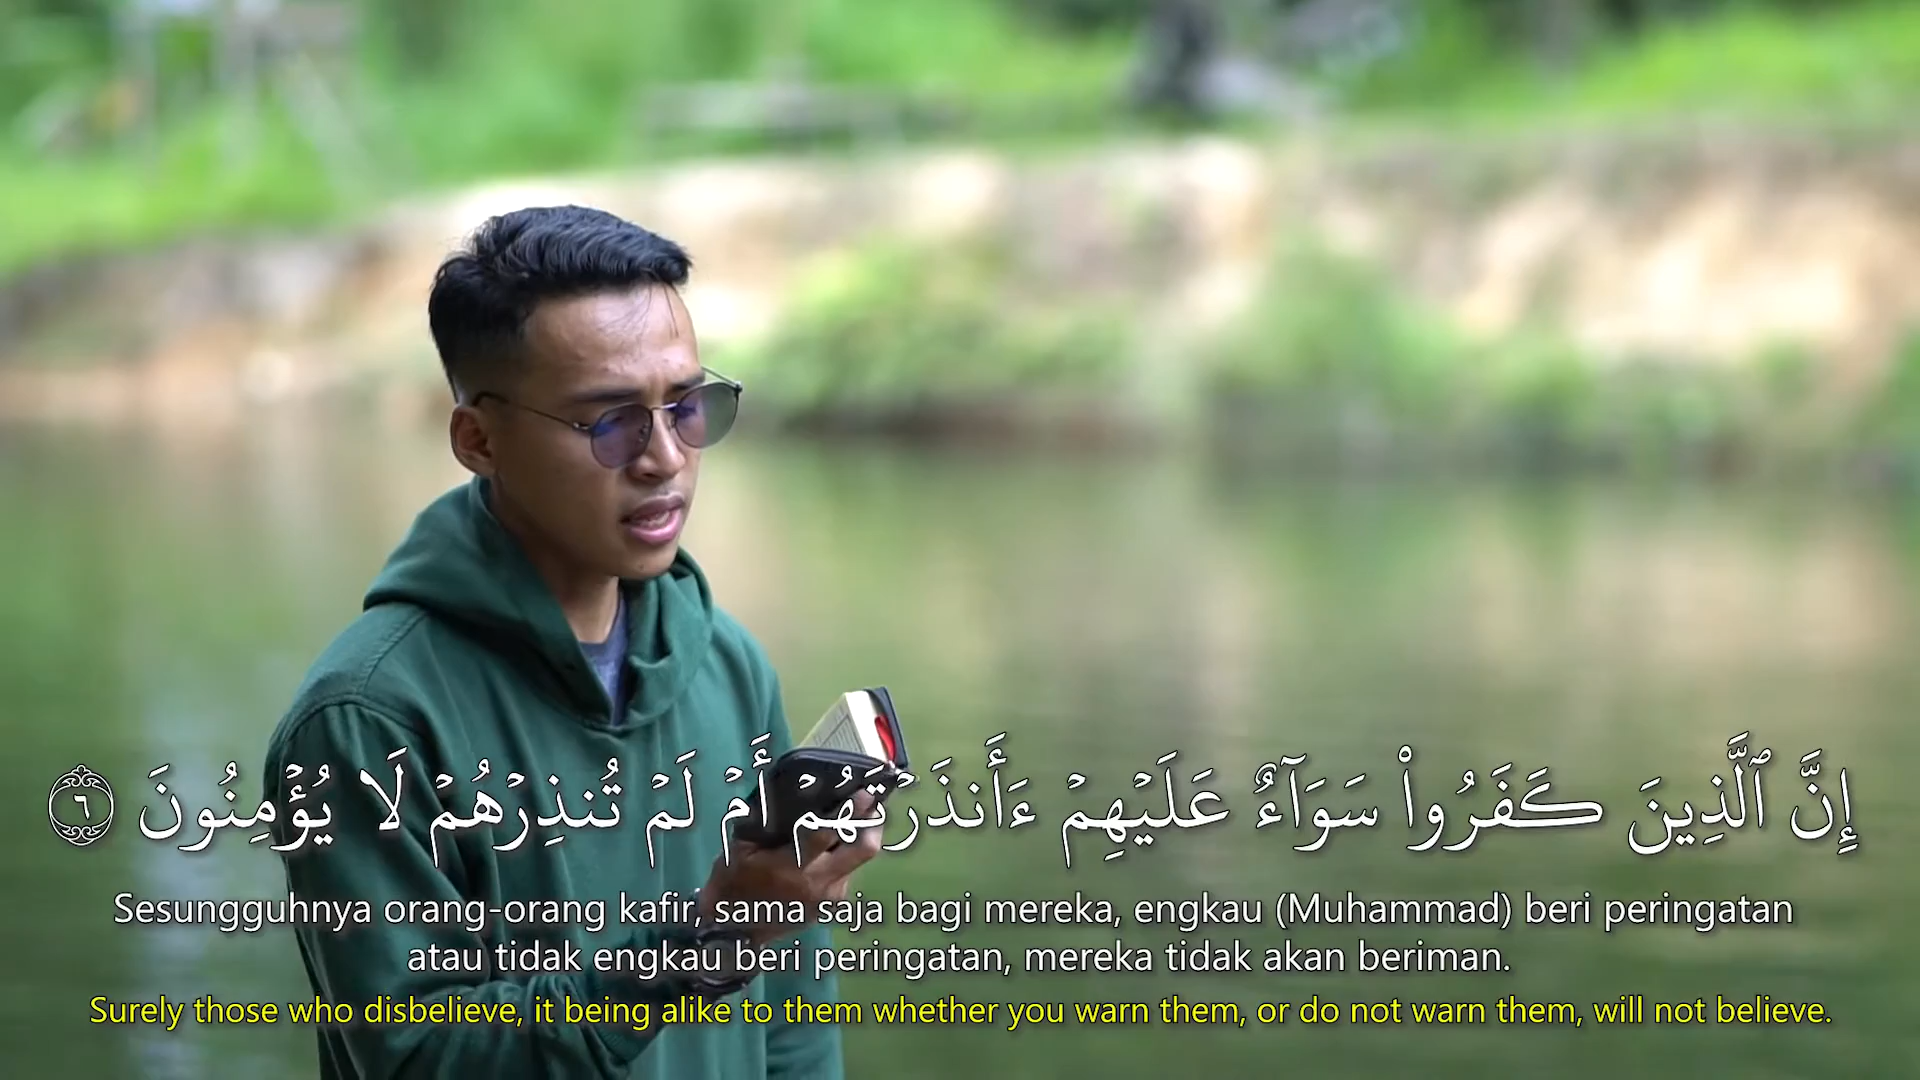 إِنَّ ٱلَّذِينَ كَفَرُوا۟ سَوَآءٌ عَلَيْهِمْ ءَأَنذَرْتَهُمْ أَمْ لَمْ تُنذِرْهُمْ لَا يُؤْمِنُونَ ٦
Sesungguhnya orang-orang kafir, sama saja bagi mereka, engkau (Muhammad) beri peringatan
atau tidak engkau beri peringatan, mereka tidak akan beriman.
Surely those who disbelieve, it being alike to them whether you warn them, or do not warn them, will not believe.